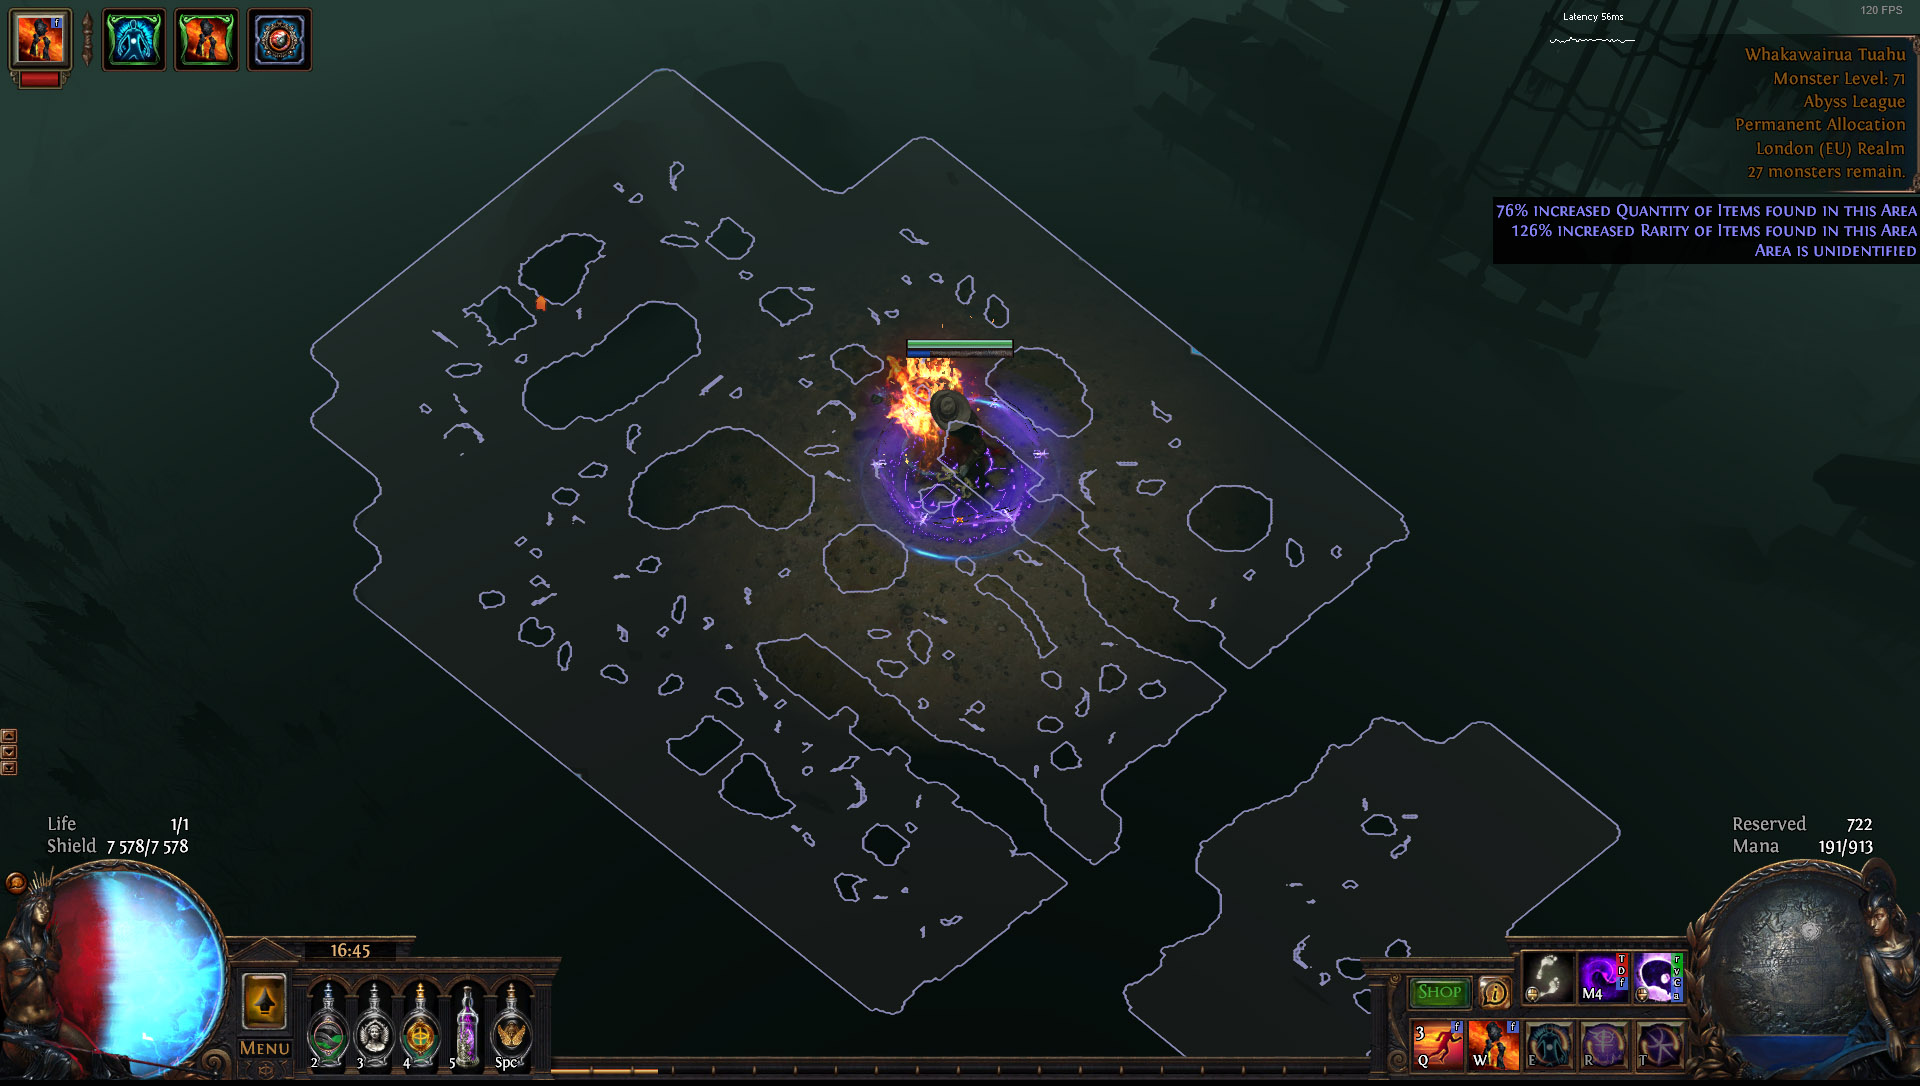 f
Latency 56ms
120 FPS
Whakawairua Tuahu
Monster Level: 71
Abyss League
Permanent Allocation
London (EU) Realm
27 monsters remain.
76% increased Quantity of Items found in this Area
126% increased Rarity of Items found in this Area
Area is unidentified
Life 1/1
Shield 7 578/7 578
Reserved 722
Mana 191/913
16:45
Menu
2 3 4 5 Spc
Shop
M4
T
D
f
r
v
C
a
3
Q f
W f
E
R
T